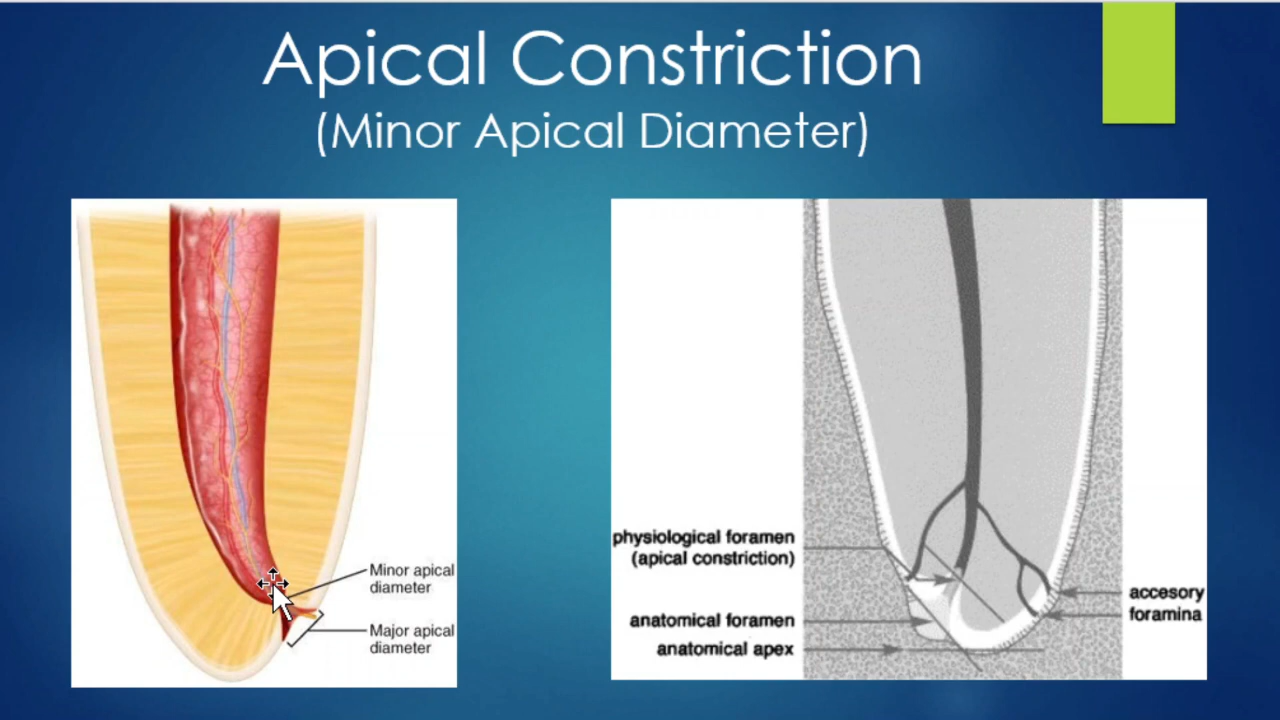 Apical Constriction
(Minor Apical Diameter)
Minor apical
diameter
Major apical
diameter
physiological foramen
(apical constriction)
anatomical foramen
anatomical apex
accesory
foramina